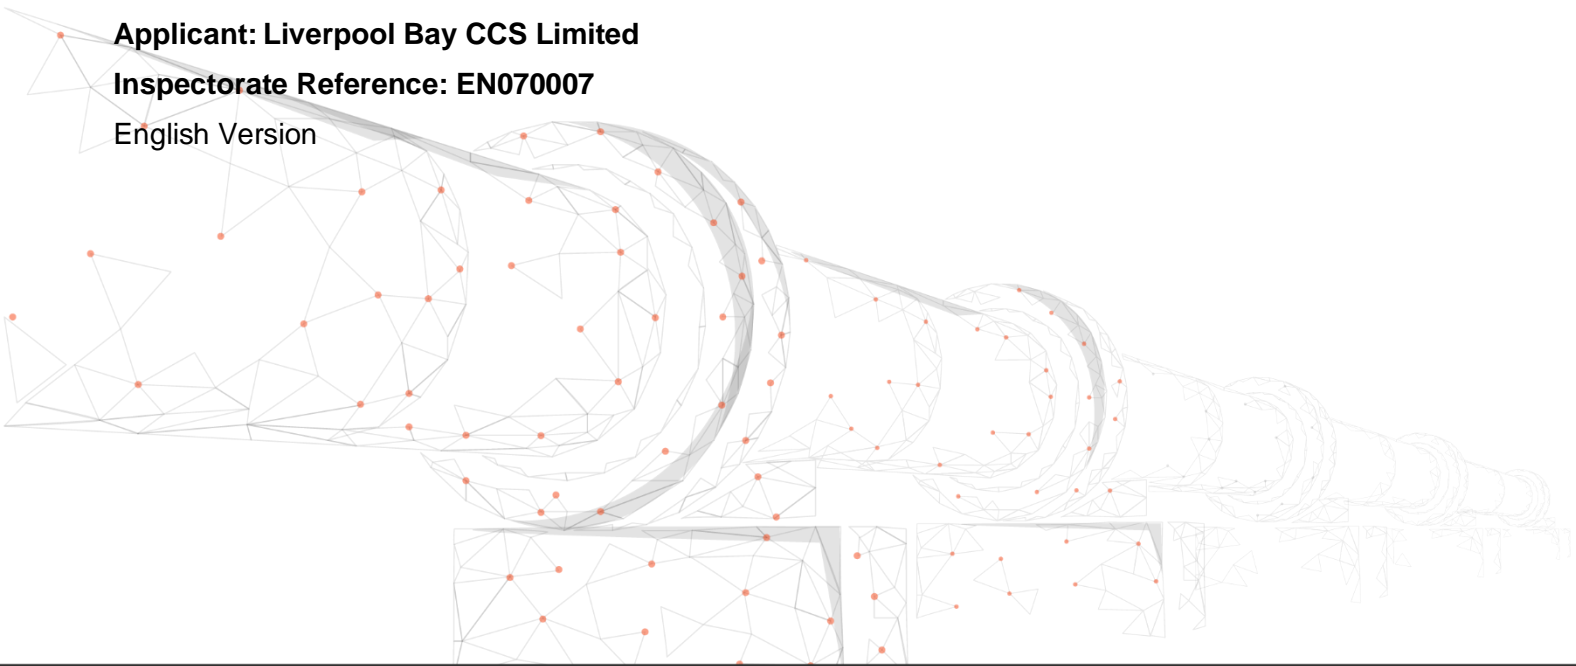 Applicant: Liverpool Bay CCS Limited
Inspectorate Reference: EN070007
English Version